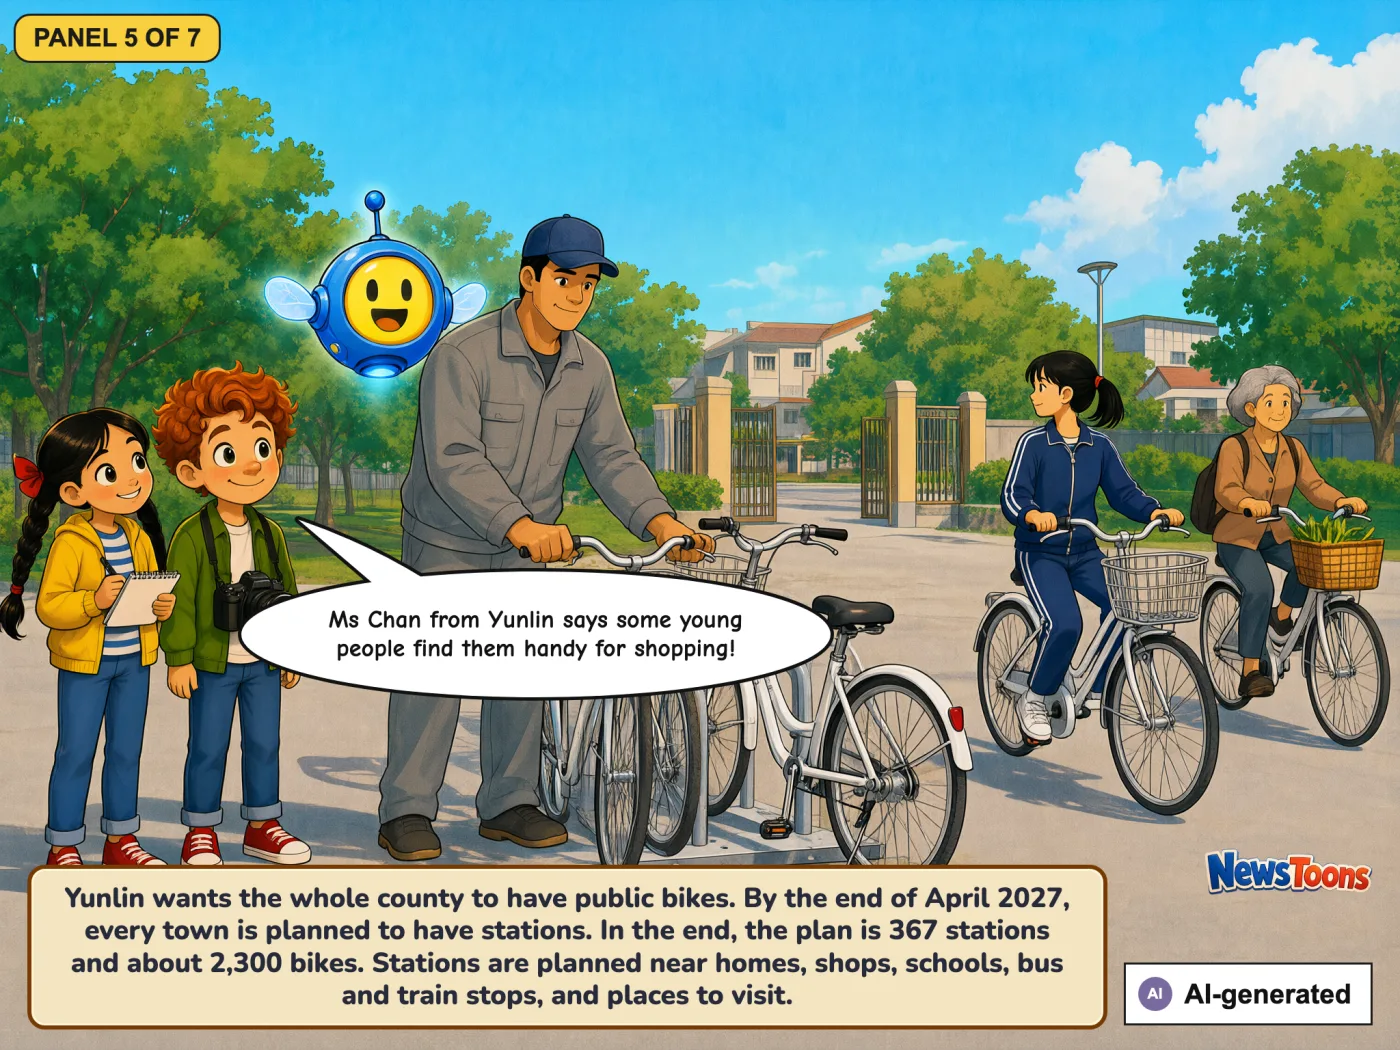 PANEL 5 OF 7
Ms Chan from Yunlin says some young
people find them handy for shopping!
NewsToons
Yunlin wants the whole county to have public bikes. By the end of April 2027,
every town is planned to have stations. In the end, the plan is 367 stations
and about 2,300 bikes. Stations are planned near homes, shops, schools, bus
and train stops, and places to visit.
AI AI-generated